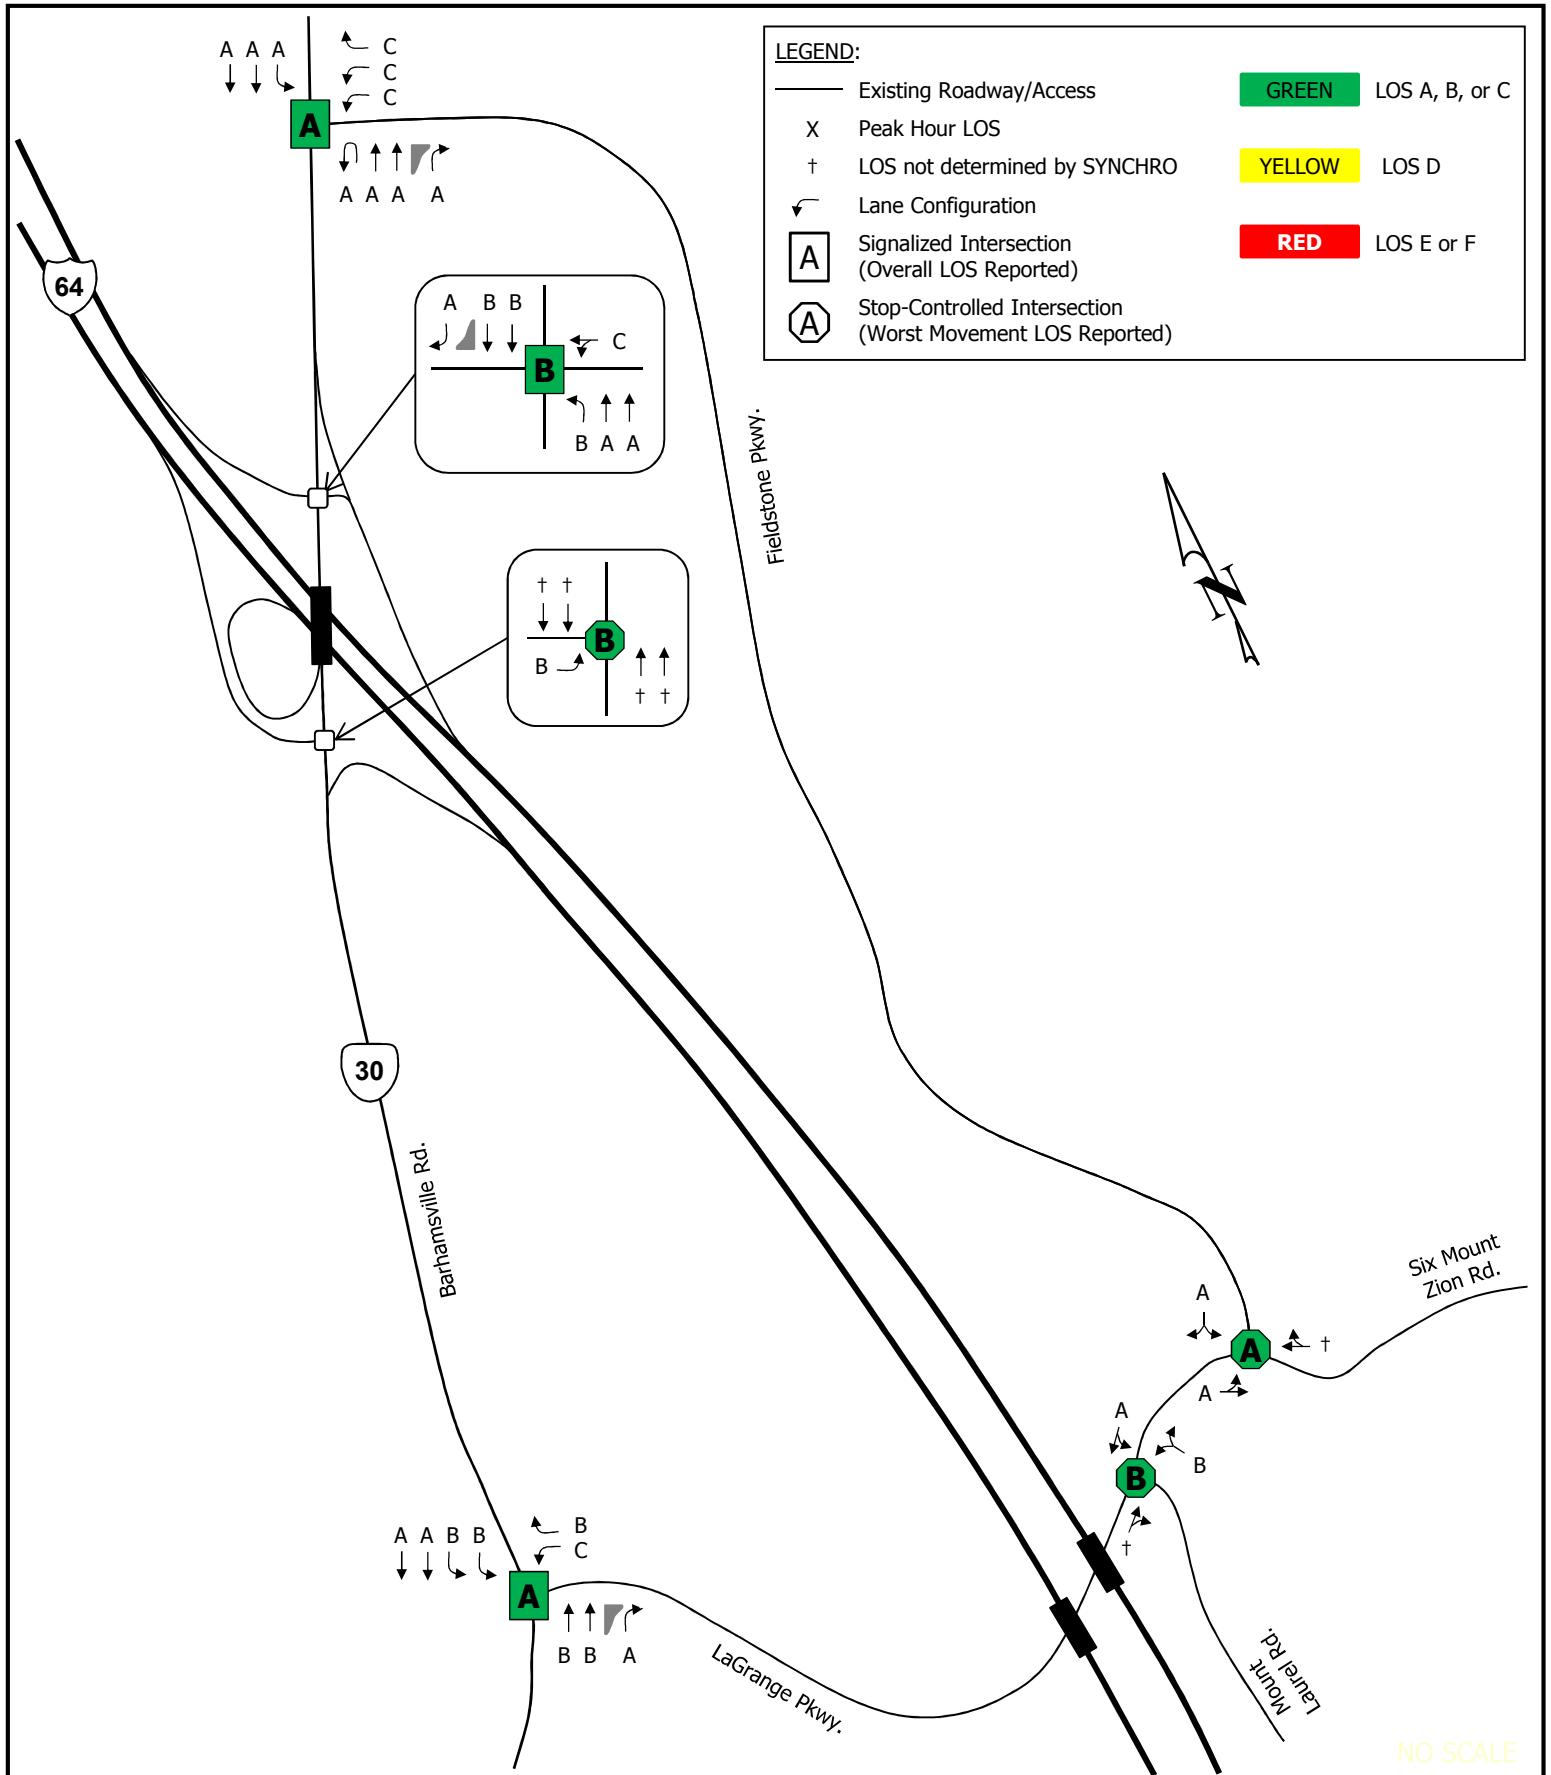 A A A
C
C
C
A
A A A A
LEGEND:
Existing Roadway/Access
X Peak Hour LOS
† LOS not determined by SYNCHRO
Lane Configuration
A Signalized Intersection
(Overall LOS Reported)
A Stop-Controlled Intersection
(Worst Movement LOS Reported)
GREEN LOS A, B, or C
YELLOW LOS D
RED LOS E or F
64
A B B
C
B
B A A
Fieldstone Pkwy.
N
† †
B
B
† †
30
Barhamsville Rd.
Six Mount
Zion Rd.
A
A
†
A
A
B
B
†
A A B B
B
C
A
B B A
LaGrange Pkwy.
Mount
Laurel Rd.
NO SCALE